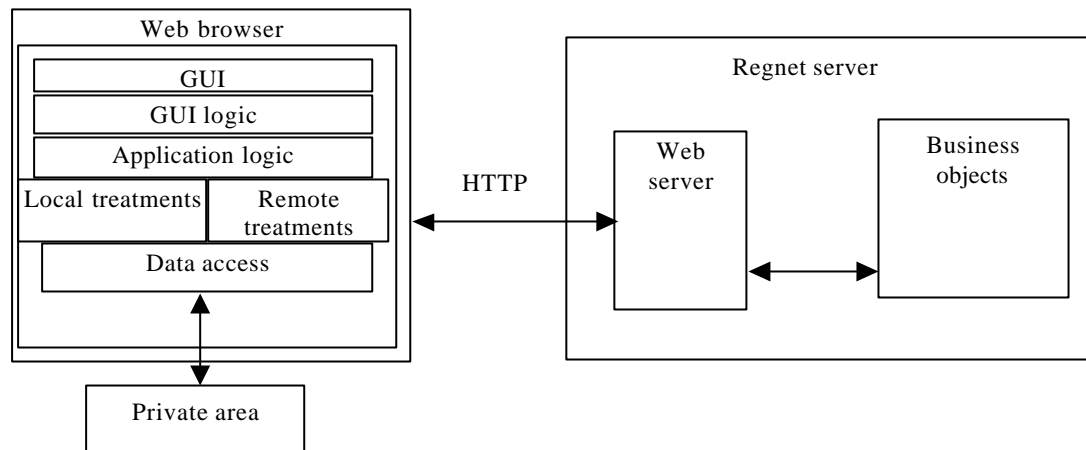 Web browser
GUI
GUI logic
Application logic
Local treatments
Remote
treatments
Data access
Private area
HTTP
Regnet server
Web
server
Business
objects